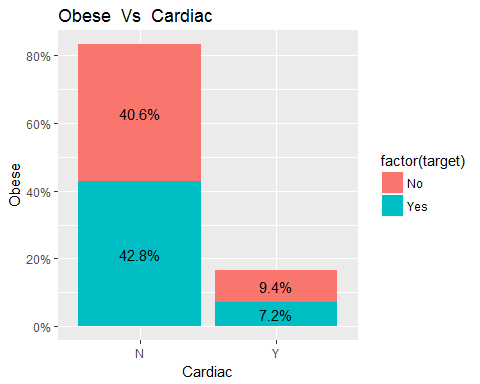 Obese Vs Cardiac
80%
60%
40%
20%
0%
Obese
40.6%
42.8%
9.4%
7.2%
N
Y
Cardiac
factor(target)
No
Yes